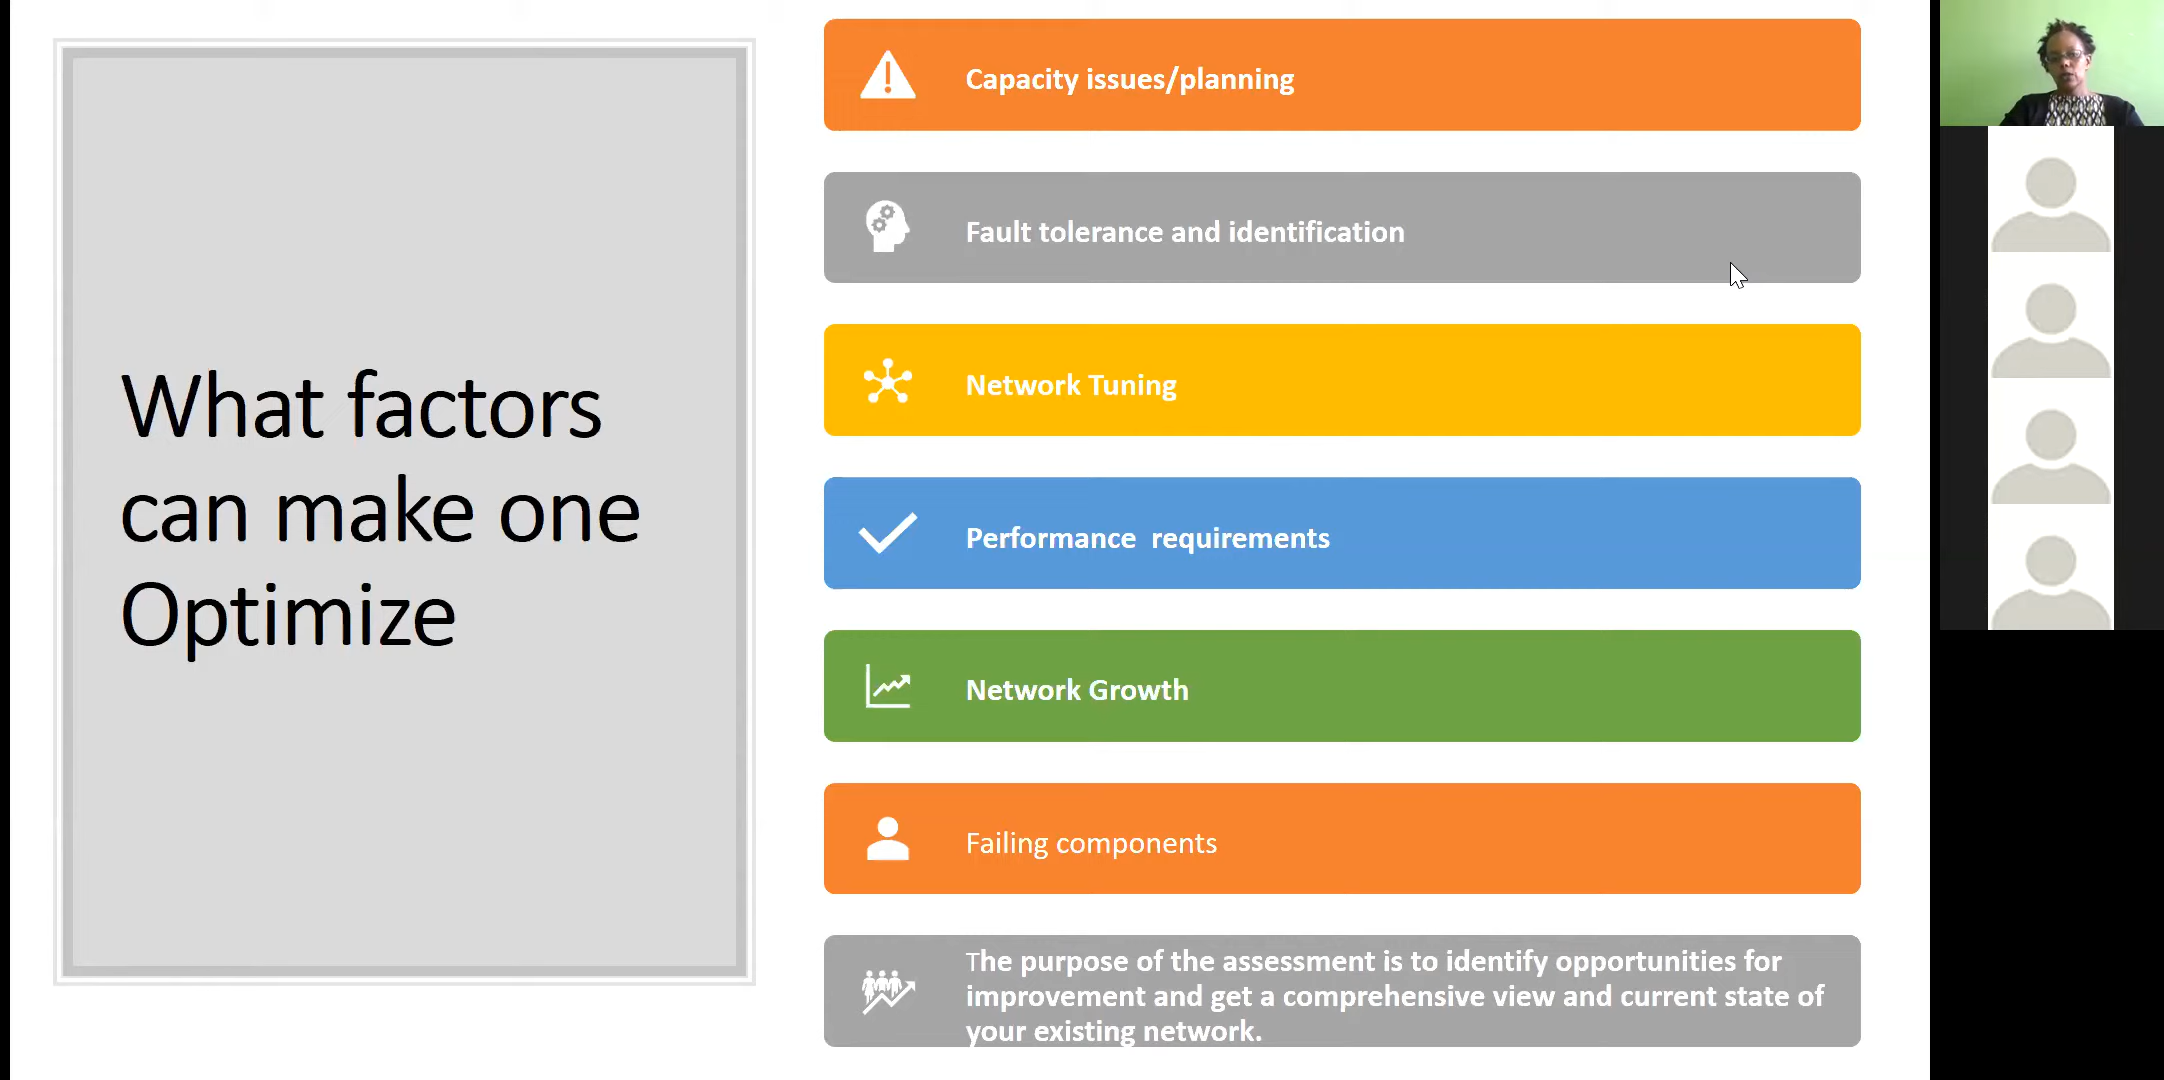 What factors
can make one
Optimize
Capacity issues/planning
Fault tolerance and identification
Network Tuning
Performance  requirements
Network Growth
Failing components
The purpose of the assessment is to identify opportunities for
improvement and get a comprehensive view and current state of
your existing network.